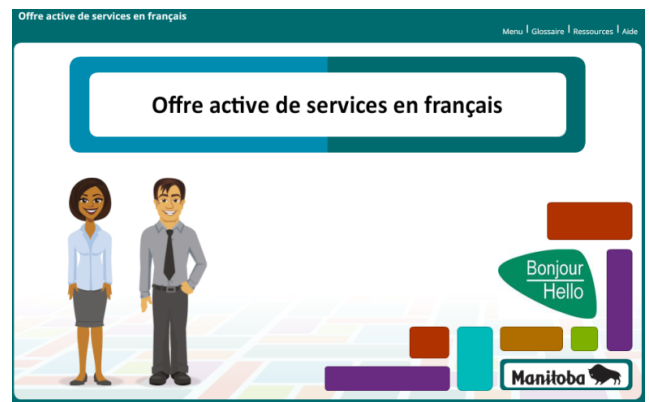 Offre active de services en français
Menu | Glossaire | Ressources | Aide
Offre active de services en français
Bonjour
Hello
Manitoba